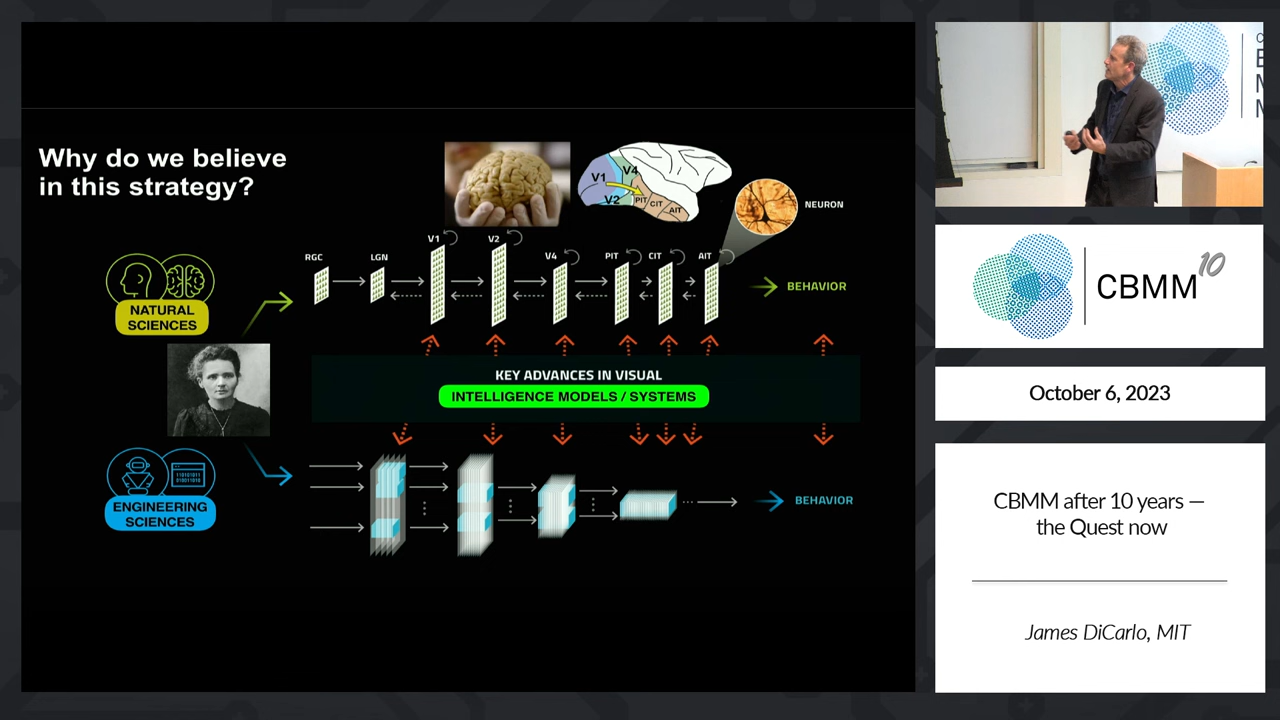 Why do we believe
in this strategy?
V1
V4
V2
PIT
CIT
AIT
NEURON
RGC
LGN
V1
V2
V4
PIT
CIT
AIT
BEHAVIOR
NATURAL
SCIENCES
KEY ADVANCES IN VISUAL
INTELLIGENCE MODELS / SYSTEMS
ENGINEERING
SCIENCES
BEHAVIOR
CBMM10
October 6, 2023
CBMM after 10 years —
the Quest now
James DiCarlo, MIT